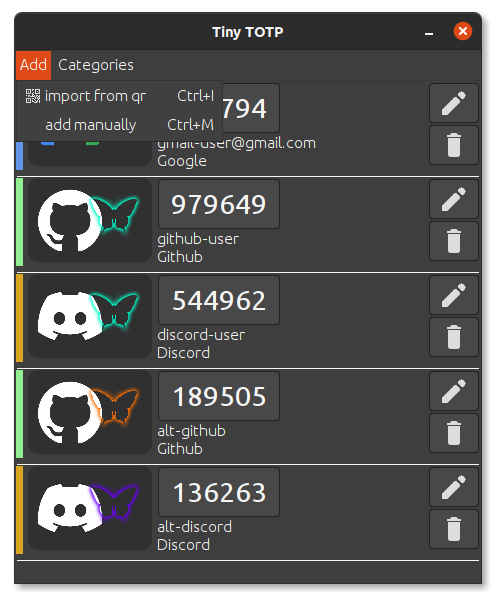 Tiny TOTP
Add Categories
import from qr Ctrl+I
add manually Ctrl+M
794
gmail-user@gmail.com
Google
979649
github-user
Github
544962
discord-user
Discord
189505
alt-github
Github
136263
alt-discord
Discord